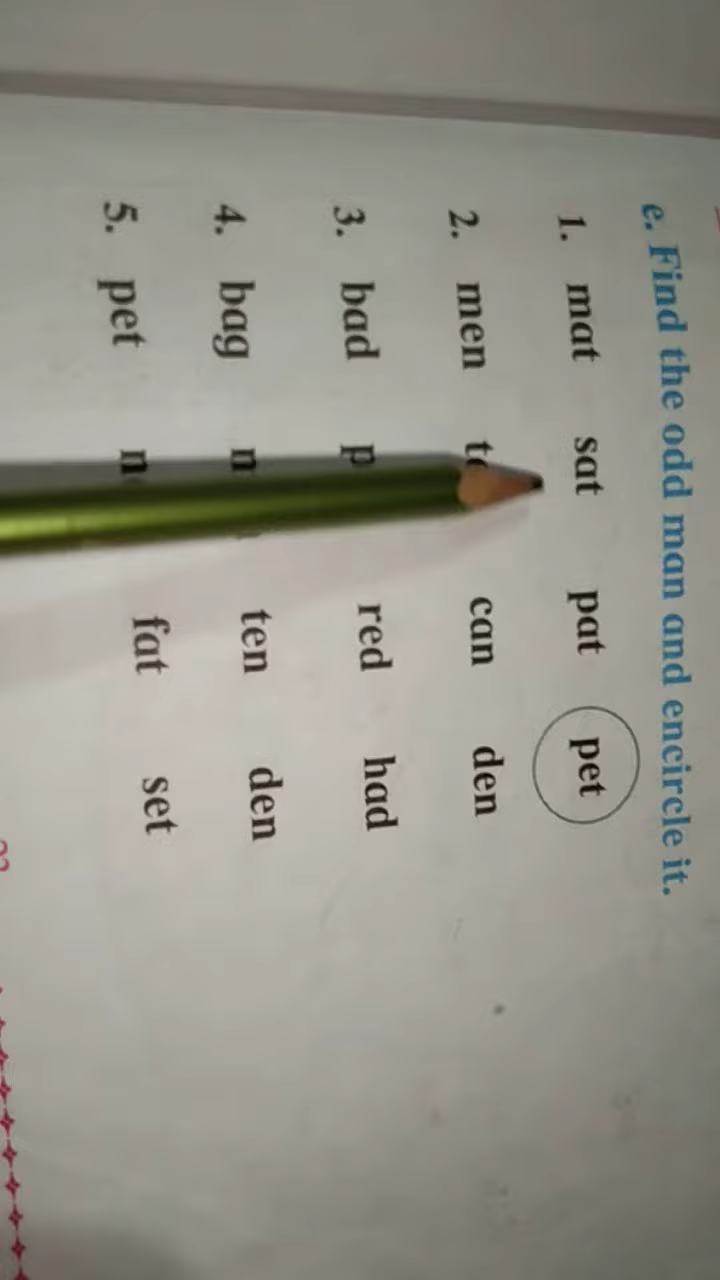 e. Find the odd man and encircle it.
1. mat sat pat pet
2. men can den
3. bad red had
4. bag ten den
5. pet fat set